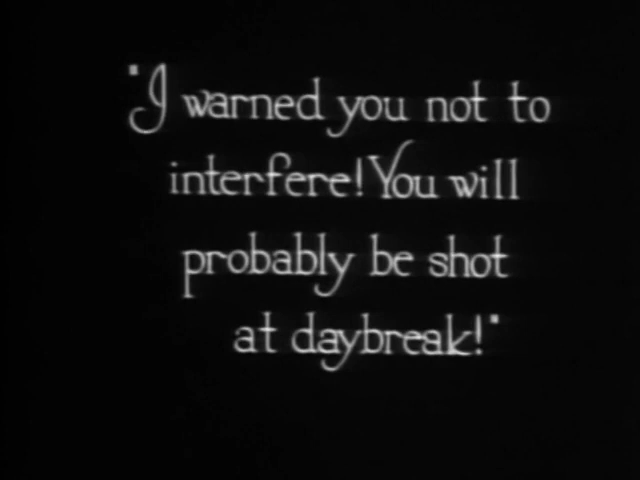 "I warned you not to
interfere! You will
probably be shot
at daybreak!"